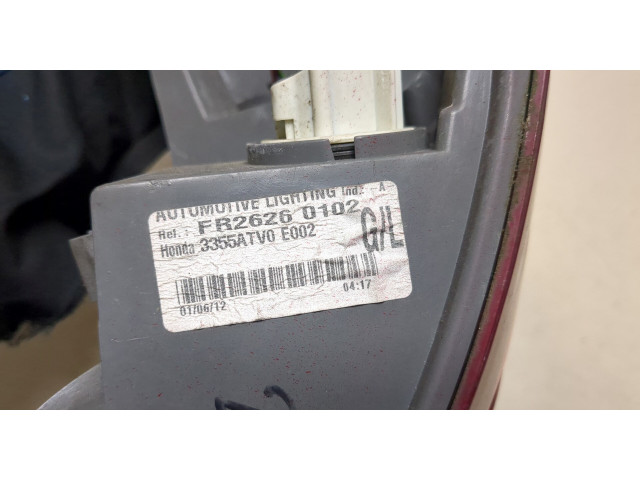 AUTOMOTIVE LIGHTING Ind.: A
Ref.: FR2626 0102
Honda 3355ATV0 E002
G/L
01/06/12 04:17